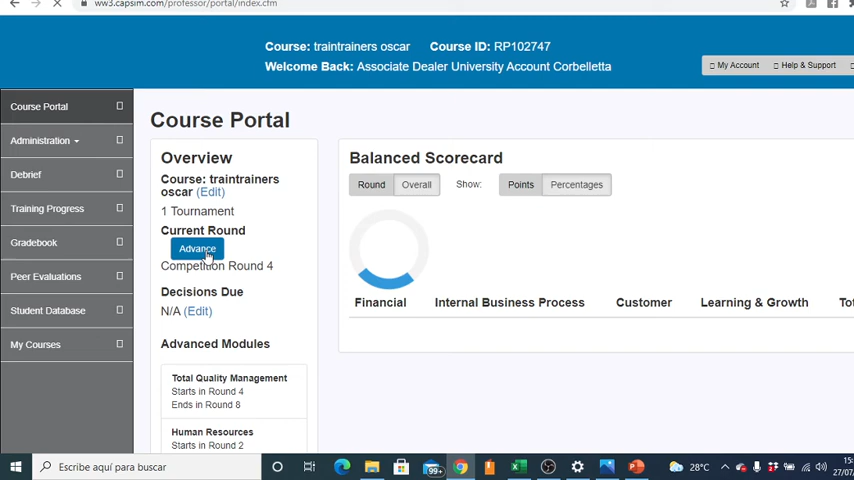 ww3.capsim.com/professor/portal/index.cfm
Course: traintrainers oscar Course ID: RP102747
Welcome Back: Associate Dealer University Account Corbelletta
My Account Help & Support
Course Portal
Administration
Debrief
Training Progress
Gradebook
Peer Evaluations
Student Database
My Courses
Course Portal
Overview
Course: traintrainers
oscar (Edit)
1 Tournament
Current Round
Advance
Competition Round 4
Decisions Due
N/A (Edit)
Advanced Modules
Total Quality Management
Starts in Round 4
Ends in Round 8
Human Resources
Starts in Round 2
Balanced Scorecard
Round Overall Show: Points Percentages
Financial Internal Business Process Customer Learning & Growth
Escribe aquí para buscar
99+
28°C
27/07